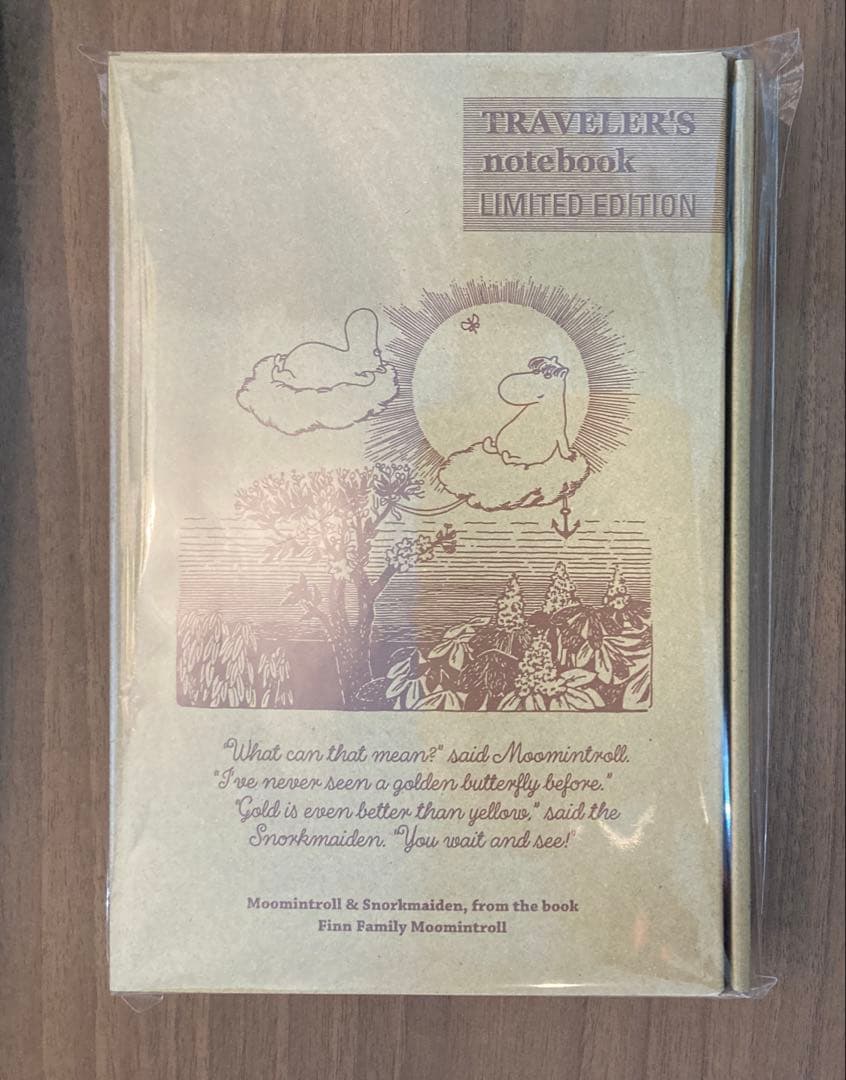 TRAVELER'S
notebook
LIMITED EDITION
"What can that mean?" said Moomintroll.
"I've never seen a golden butterfly before."
"Gold is even better than yellow," said the
Snorkmaiden. "You wait and see!"
Moomintroll & Snorkmaiden, from the book
Finn Family Moomintroll